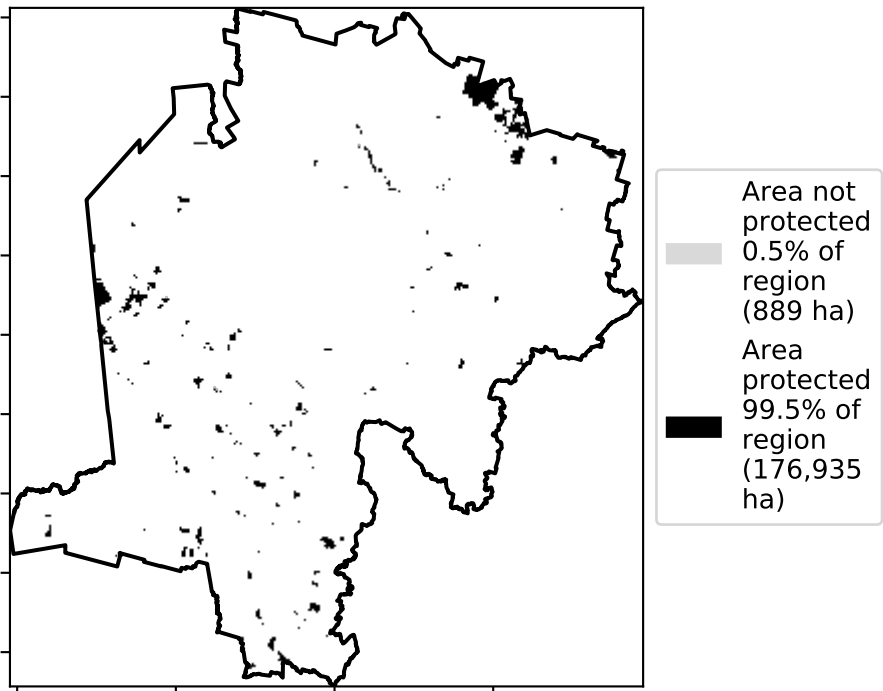 Area not
protected
0.5% of
region
(889 ha)
Area
protected
99.5% of
region
(176,935
ha)